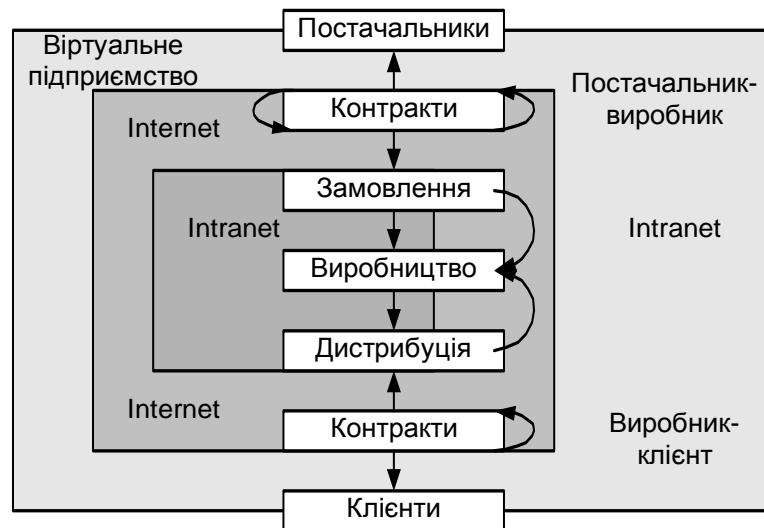 Постачальники
Віртуальне
підприємство
Постачальник-
виробник
Контракти
Internet
Замовлення
Intranet
Intranet
Виробництво
Дистрибуція
Internet
Контракти
Виробник-
клієнт
Клієнти